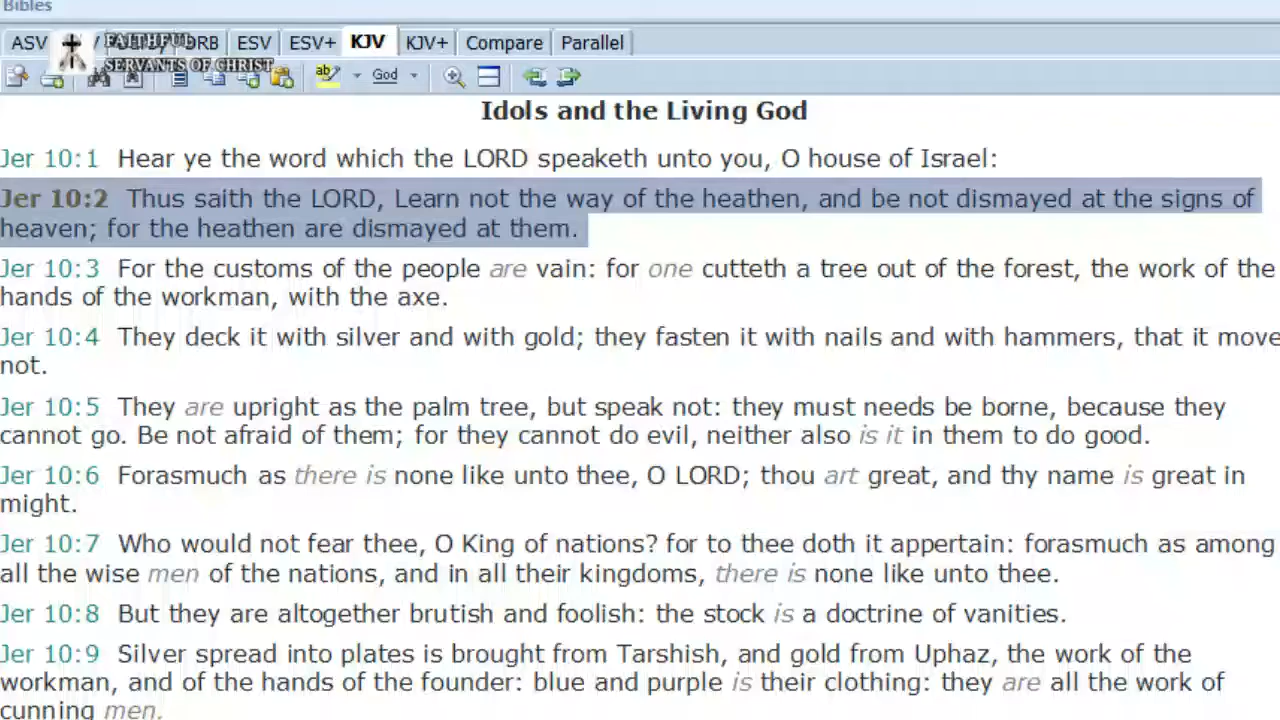 Bibles
ASV DRB ESV ESV+ KJV KJV+ Compare Parallel
FAITHFUL
SERVANTS OF CHRIST
ab God
Idols and the Living God
Jer 10:1 Hear ye the word which the LORD speaketh unto you, O house of Israel:
Jer 10:2 Thus saith the LORD, Learn not the way of the heathen, and be not dismayed at the signs of
heaven; for the heathen are dismayed at them.
Jer 10:3 For the customs of the people are vain: for one cutteth a tree out of the forest, the work of the
hands of the workman, with the axe.
Jer 10:4 They deck it with silver and with gold; they fasten it with nails and with hammers, that it move
not.
Jer 10:5 They are upright as the palm tree, but speak not: they must needs be borne, because they
cannot go. Be not afraid of them; for they cannot do evil, neither also is it in them to do good.
Jer 10:6 Forasmuch as there is none like unto thee, O LORD; thou art great, and thy name is great in
might.
Jer 10:7 Who would not fear thee, O King of nations? for to thee doth it appertain: forasmuch as among
all the wise men of the nations, and in all their kingdoms, there is none like unto thee.
Jer 10:8 But they are altogether brutish and foolish: the stock is a doctrine of vanities.
Jer 10:9 Silver spread into plates is brought from Tarshish, and gold from Uphaz, the work of the
workman, and of the hands of the founder: blue and purple is their clothing: they are all the work of
cunning men.